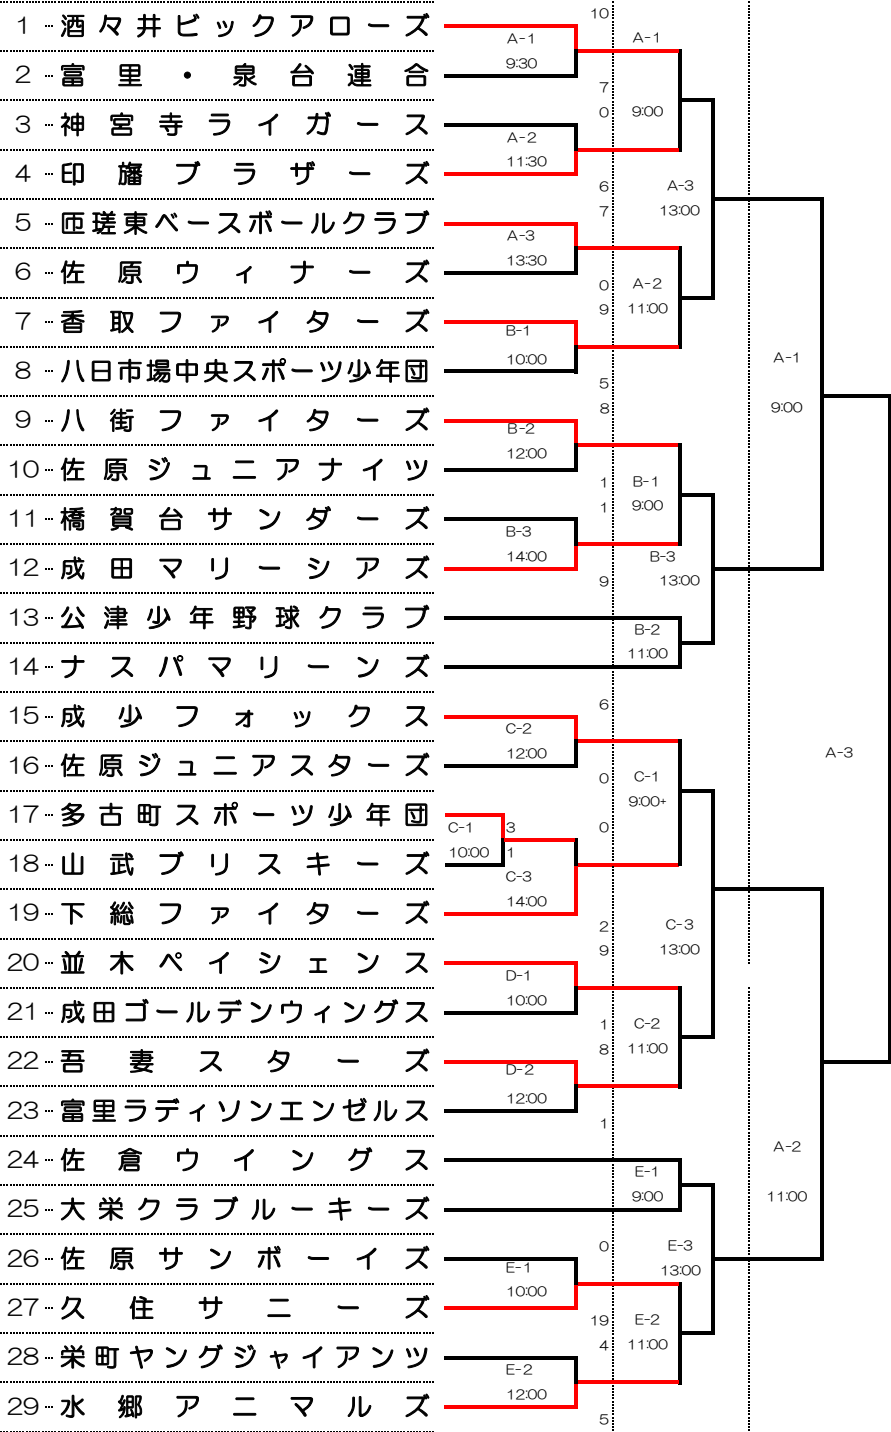 1 酒々井ビックアローズ
2 富里・泉台連合
3 神宮寺ライガース
4 印旛ブラザーズ
5 匝瑳東ベースボールクラブ
6 佐原ウィナーズ
7 香取ファイターズ
8 八日市場中央スポーツ少年団
9 八街ファイターズ
10 佐原ジュニアナイツ
11 橋賀台サンダーズ
12 成田マリーシアズ
13 公津少年野球クラブ
14 ナスパマリーンズ
15 成少フォックス
16 佐原ジュニアスターズ
17 多古町スポーツ少年団
18 山武ブリスキーズ
19 下総ファイターズ
20 並木ペイシェンス
21 成田ゴールデンウィングス
22 吾妻スターズ
23 富里ラディソンエンゼルス
24 佐倉ウイングス
25 大栄クラブルーキーズ
26 佐原サンボーイズ
27 久住サニーズ
28 栄町ヤングジャイアンツ
29 水郷アニマルズ
C-1
10:00
3
1
A-1
9:30
A-2
11:30
A-3
13:30
B-1
10:00
B-2
12:00
B-3
14:00
C-2
12:00
C-3
14:00
D-1
10:00
D-2
12:00
E-1
10:00
E-2
12:00
10
7
0
6
7
0
9
5
8
1
1
9
6
0
0
2
9
1
8
1
0
19
4
5
A-1
9:00
A-2
11:00
B-1
9:00
B-2
11:00
C-1
9:00+
C-2
11:00
E-1
9:00
E-2
11:00
A-3
13:00
B-3
13:00
C-3
13:00
E-3
13:00
A-1
9:00
A-2
11:00
A-3